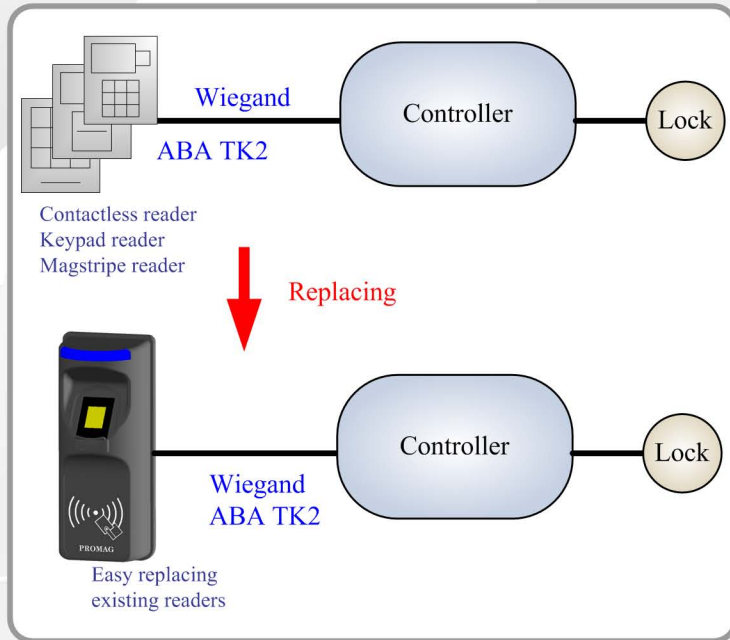 Wiegand
ABA TK2
Controller
Lock
Contactless reader
Keypad reader
Magstripe reader
Replacing
PROMAG
Wiegand
ABA TK2
Controller
Lock
Easy replacing
existing readers